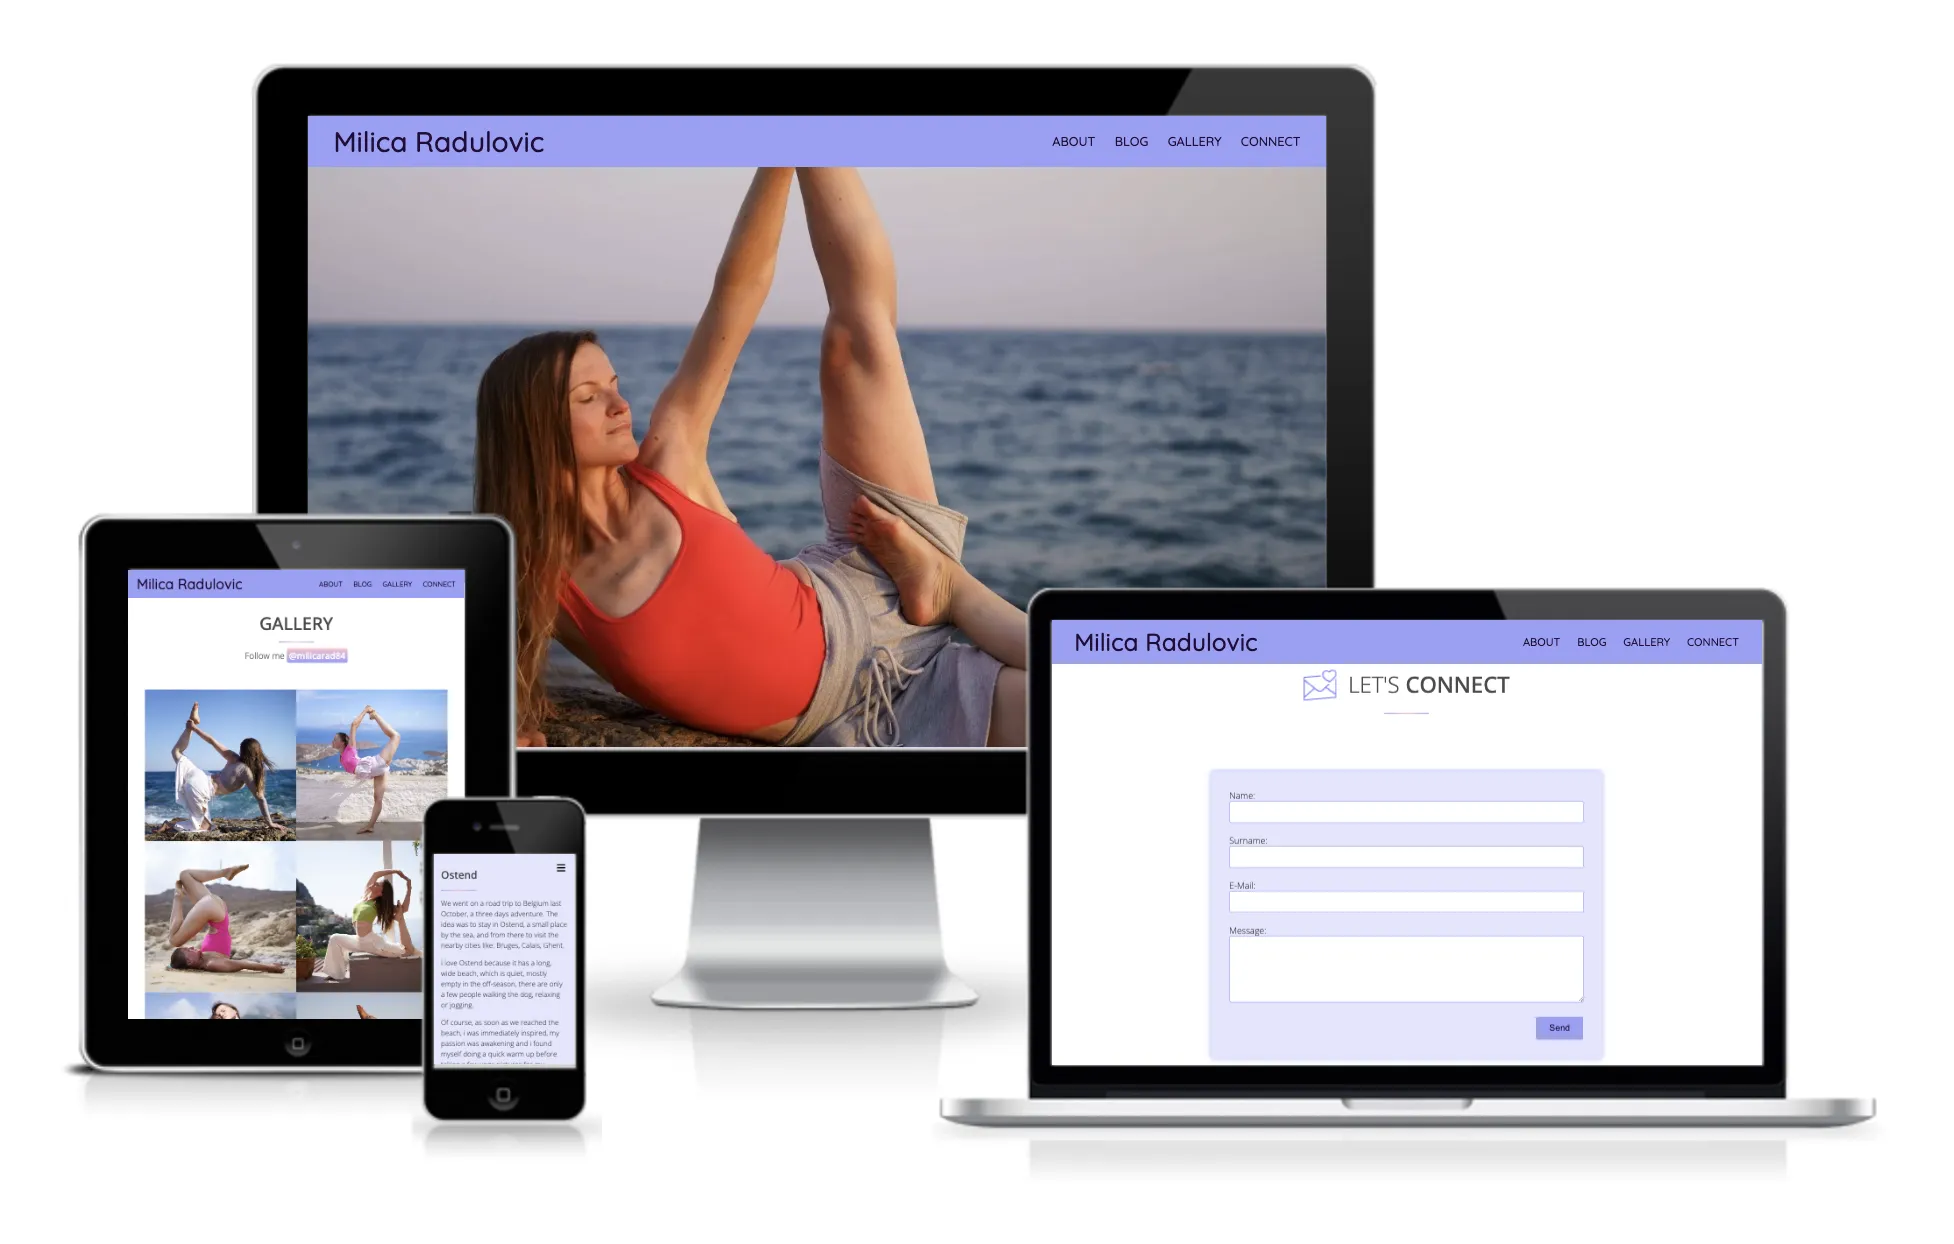 Milica Radulovic
ABOUT BLOG GALLERY CONNECT
Milica Radulovic
ABOUT BLOG GALLERY CONNECT
GALLERY
Follow me @milicarad84
Ostend
We went on a road trip to Belgium last
October, a three days adventure. The
idea was to stay in Ostend, a small place
by the sea, and from there to visit the
nearby cities like: Bruges, Calais, Ghent.
I love Ostend because it has a long,
wide beach, which is quiet, mostly
empty in the off-season, there are only
a few people walking the dog, relaxing
or jogging.
Of course, as soon as we reached the
beach, i was immediately inspired, my
passion was awakening and i found
myself doing a quick warm up before
Milica Radulovic
ABOUT BLOG GALLERY CONNECT
LET'S CONNECT
Name:
Surname:
E-Mail:
Message:
Send